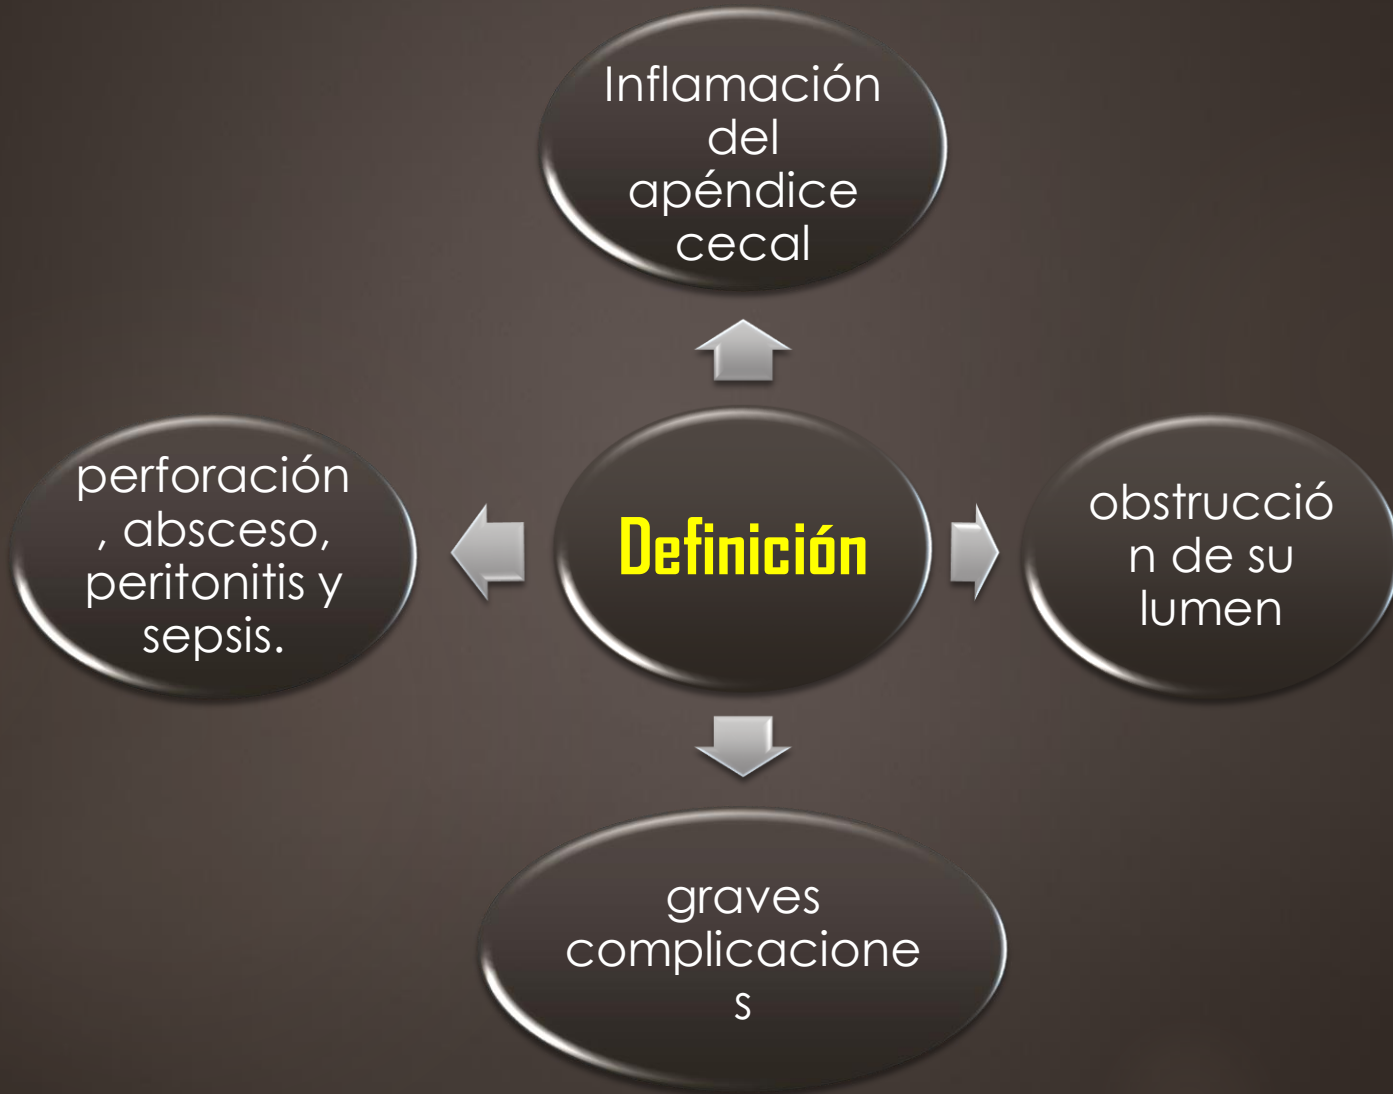 Inflamación
del
apéndice
cecal
perforación
, absceso,
peritonitis y
sepsis.
Definición
obstrucció
n de su
lumen
graves
complicacione
s